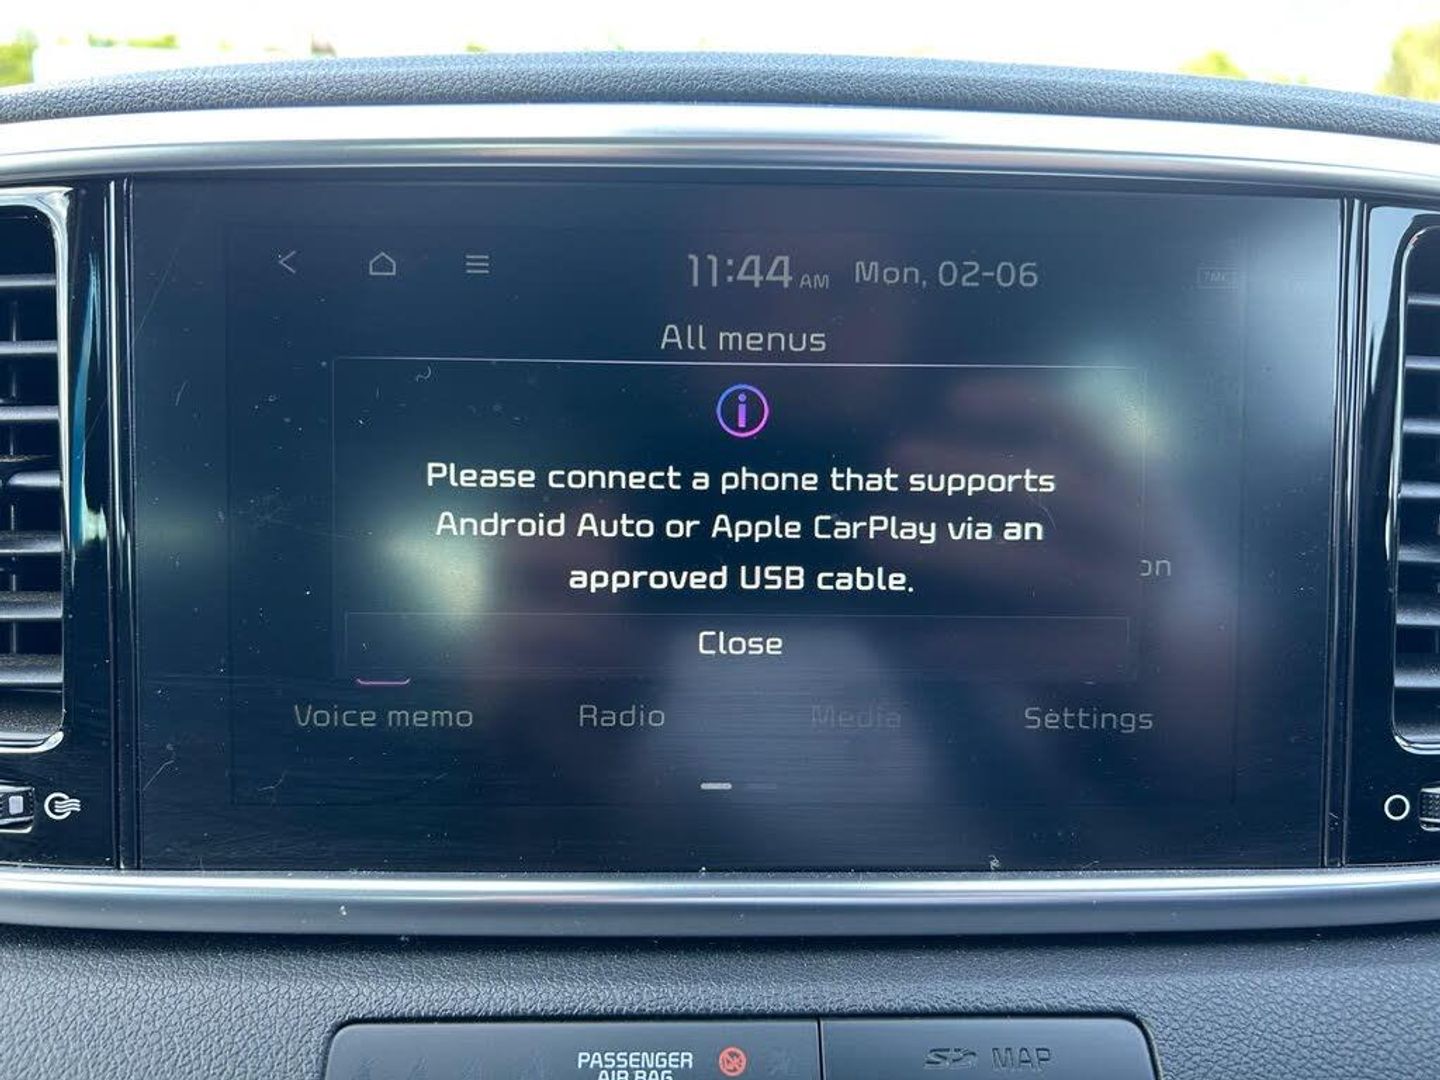 11:44 AM Mon, 02-06
All menus
i
Please connect a phone that supports
Android Auto or Apple CarPlay via an
approved USB cable.
on
Close
Voice memo Radio Media Settings
PASSENGER
AIR BAG
SD MAP